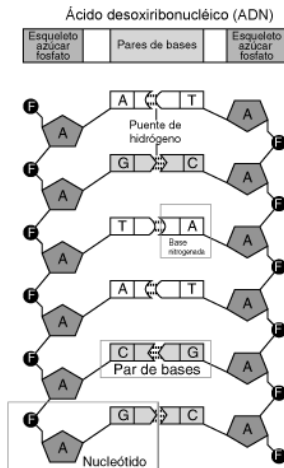 Ácido desoxiribonucléico (ADN)
Esqueleto azúcar fosfato
Pares de bases
Esqueleto azúcar fosfato
F
A T
A
A
F
Puente de hidrógeno
F
G C
F
A
A
F
T A
F
Base nitrogenada
A
A
F
F
A T
A
A
F
F
C G
A
A
Par de bases
F
F
G C
A
A
Nucleótido
F